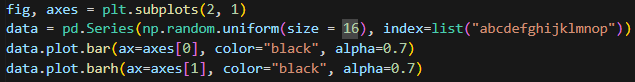 fig, axes = plt.subplots(2, 1)
data = pd.Series(np.random.uniform(size = 16), index=list("abcdefghijklmnop"))
data.plot.bar(ax=axes[0], color="black", alpha=0.7)
data.plot.barh(ax=axes[1], color="black", alpha=0.7)